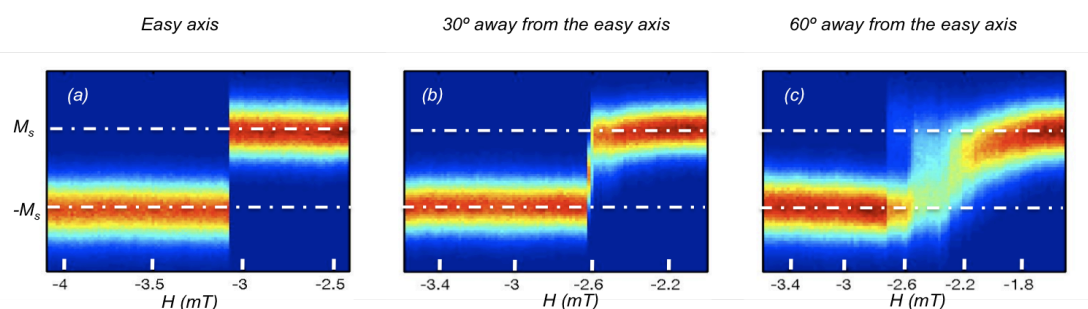 Easy axis
30º away from the easy axis
60º away from the easy axis
(a)
(b)
(c)
Ms
-Ms
-4 -3.5 -3 -2.5
-3.4 -3 -2.6 -2.2
-3.4 -3 -2.6 -2.2 -1.8
H (mT)
H (mT)
H (mT)